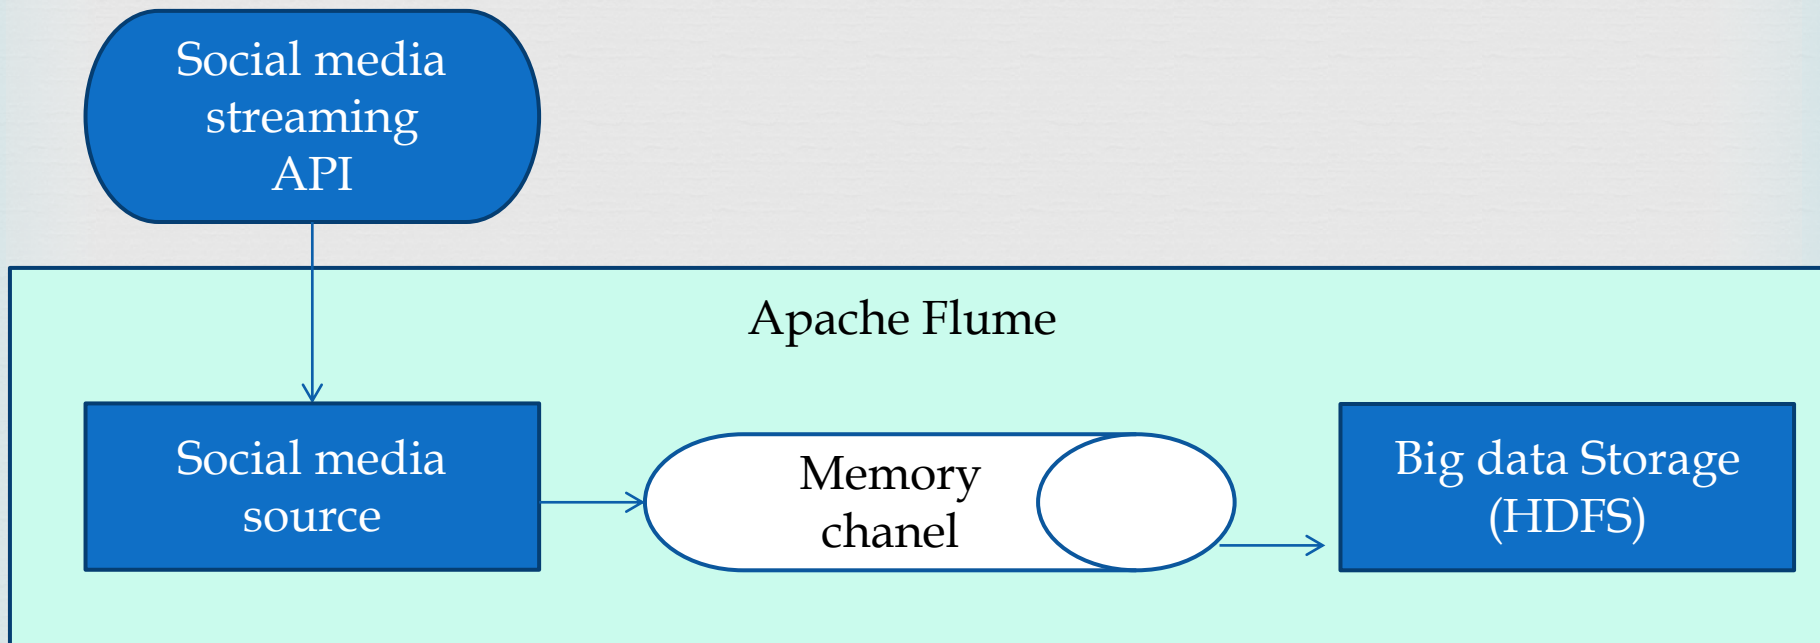 Social media
streaming
API
Apache Flume
Social media
source
Memory
chanel
Big data Storage
(HDFS)